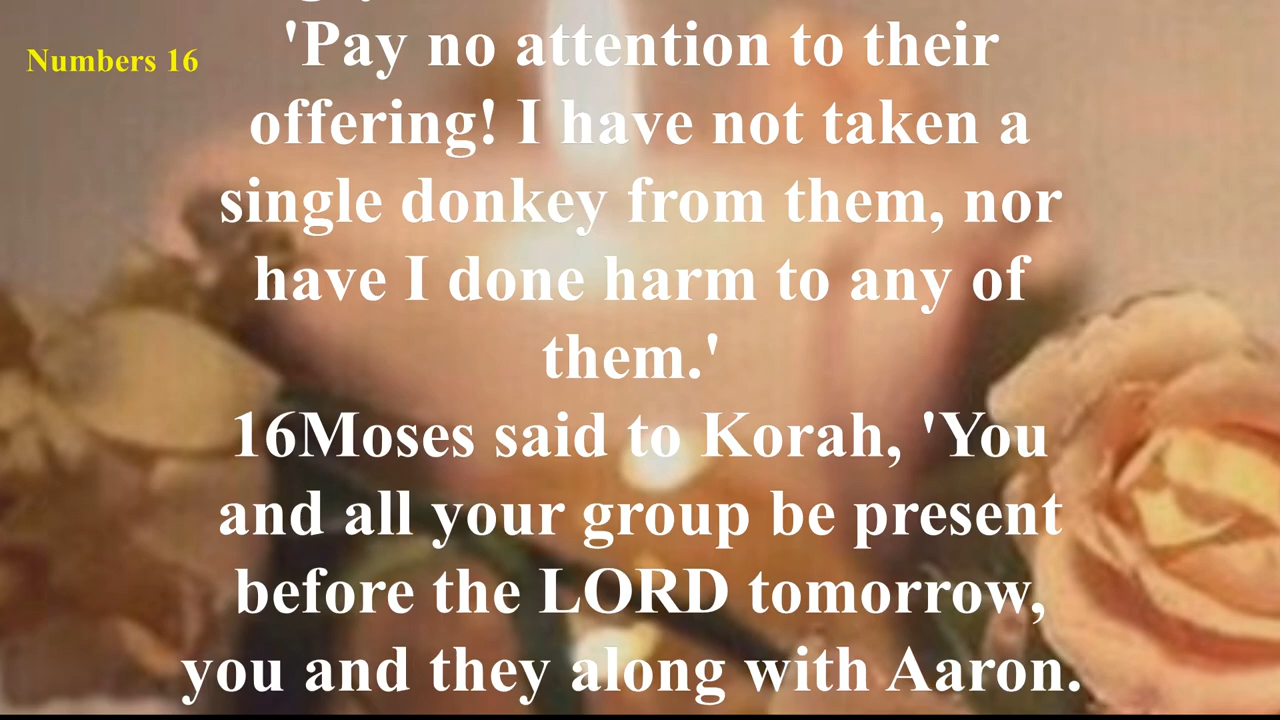 Numbers 16
'Pay no attention to their
offering! I have not taken a
single donkey from them, nor
have I done harm to any of
them.'
16Moses said to Korah, 'You
and all your group be present
before the LORD tomorrow,
you and they along with Aaron.